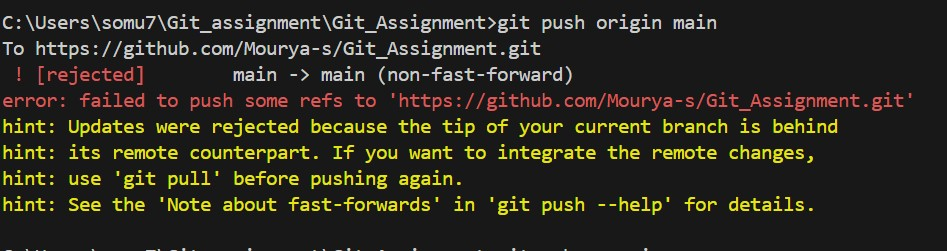 C:\Users\somu7\Git_assignment\Git_Assignment>git push origin main
To https://github.com/Mourya-s/Git_Assignment.git
 ! [rejected]        main -> main (non-fast-forward)
error: failed to push some refs to 'https://github.com/Mourya-s/Git_Assignment.git'
hint: Updates were rejected because the tip of your current branch is behind
hint: its remote counterpart. If you want to integrate the remote changes,
hint: use 'git pull' before pushing again.
hint: See the 'Note about fast-forwards' in 'git push --help' for details.